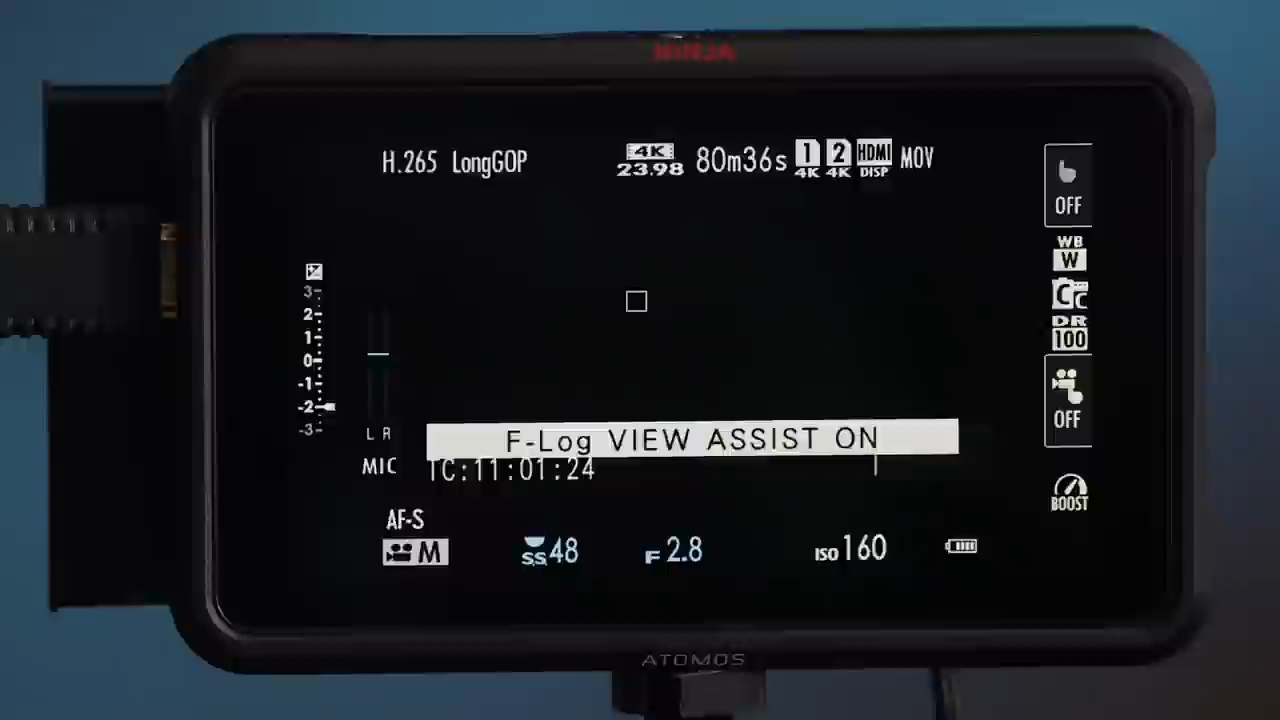 NINJA
H.265 LongGOP
4K 23.98 80m36s 1 4K 2 4K HDMI DISP MOV
OFF
WB W
C C
DR 100
OFF
BOOST
3
2
1
0
-1
-2
-3
L R
MIC
F-Log VIEW ASSIST ON
TC:11:01:24
AF-S
M SS 48 F 2.8 ISO 160
ATOMOS